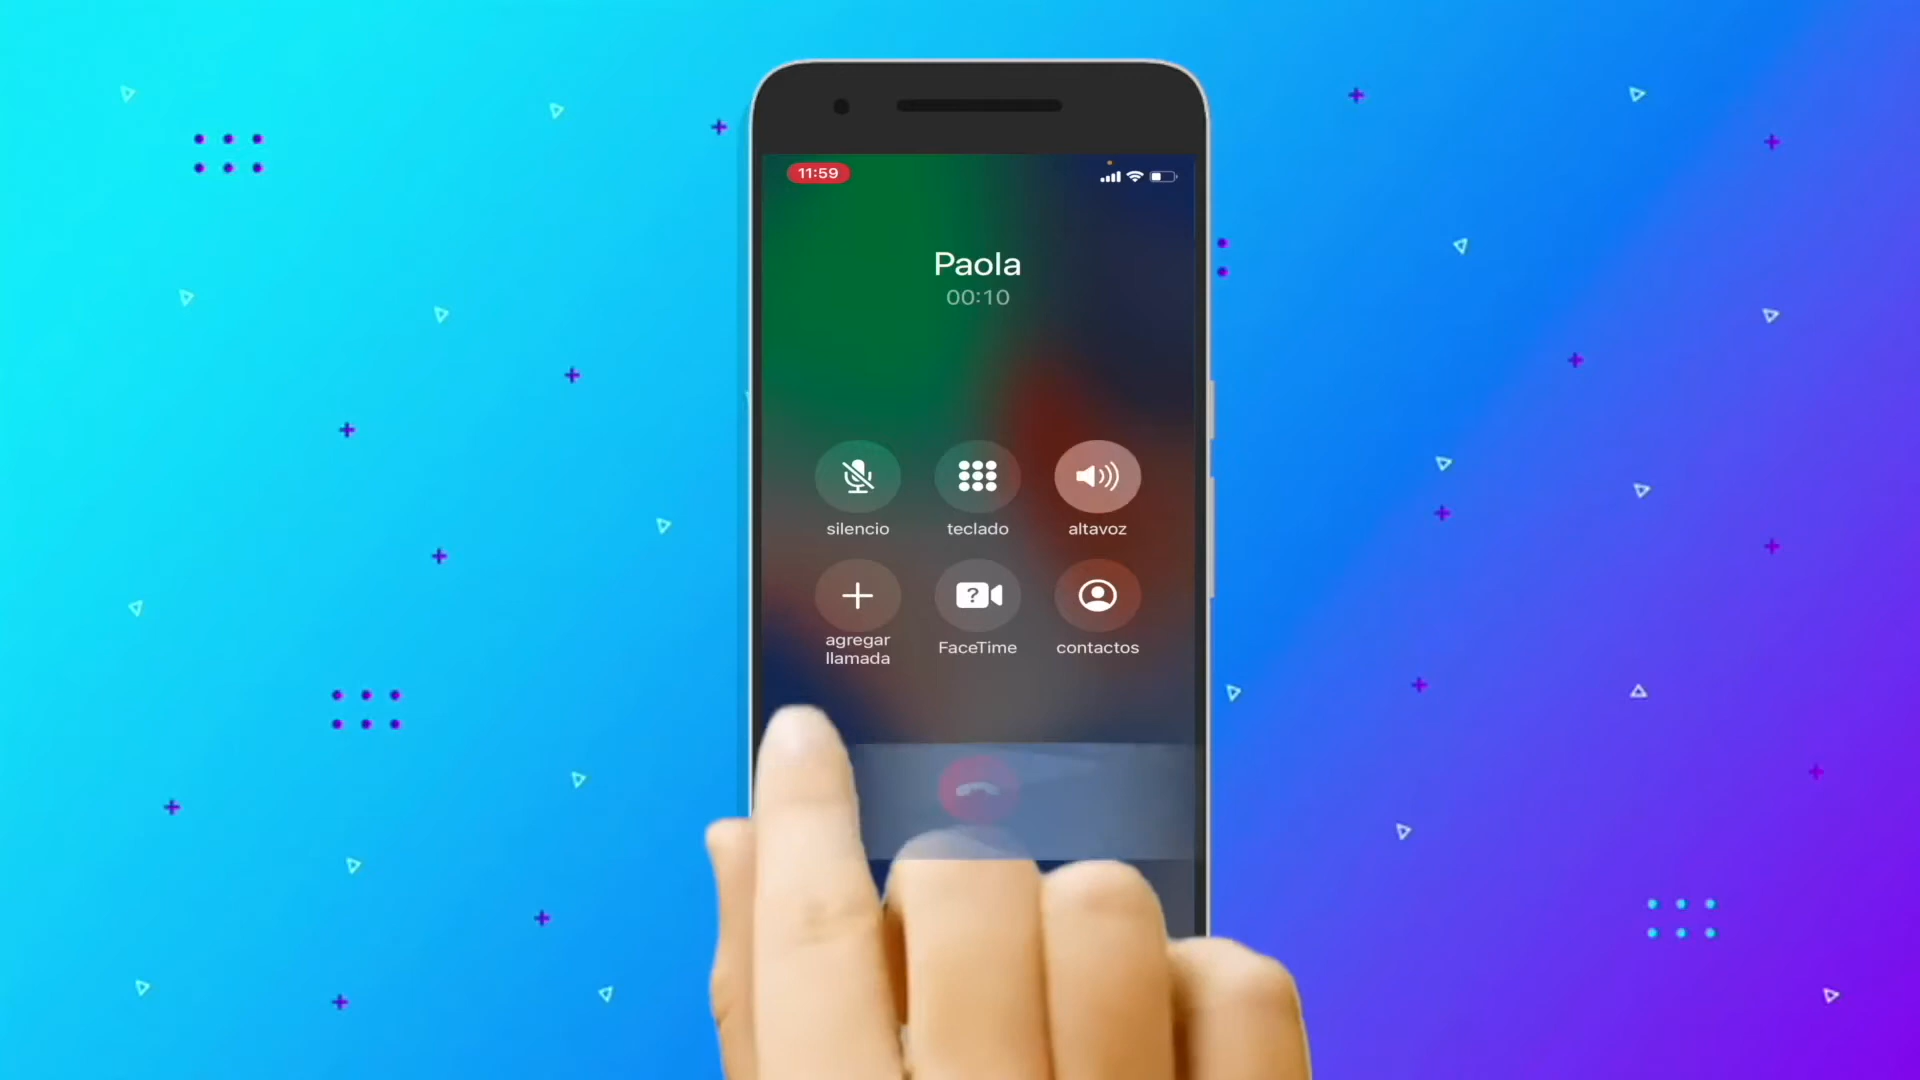 11:59
Paola
00:10
silencio
teclado
altavoz
agregar
llamada
?
FaceTime
contactos